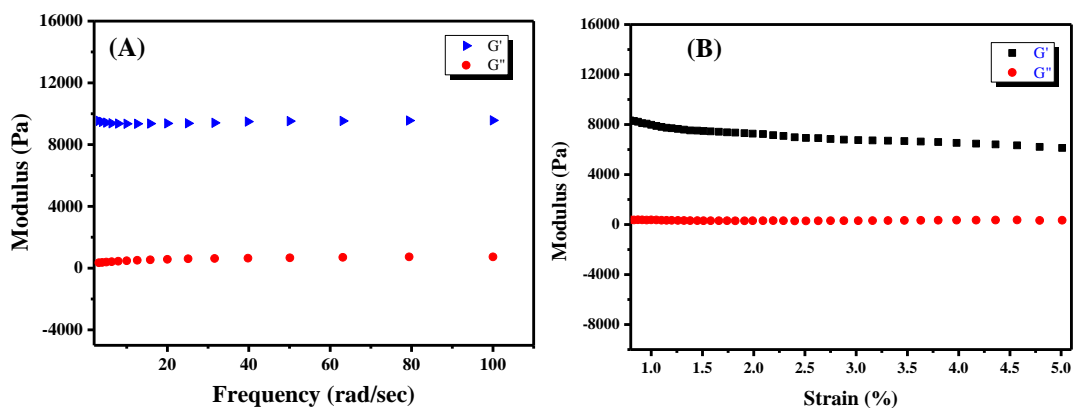 (A)
G'
G"
16000
12000
8000
4000
0
-4000
Modulus (Pa)
20 40 60 80 100
Frequency (rad/sec)
(B)
G'
G"
16000
12000
8000
4000
0
-4000
-8000
Modulus (Pa)
1.0 1.5 2.0 2.5 3.0 3.5 4.0 4.5 5.0
Strain (%)